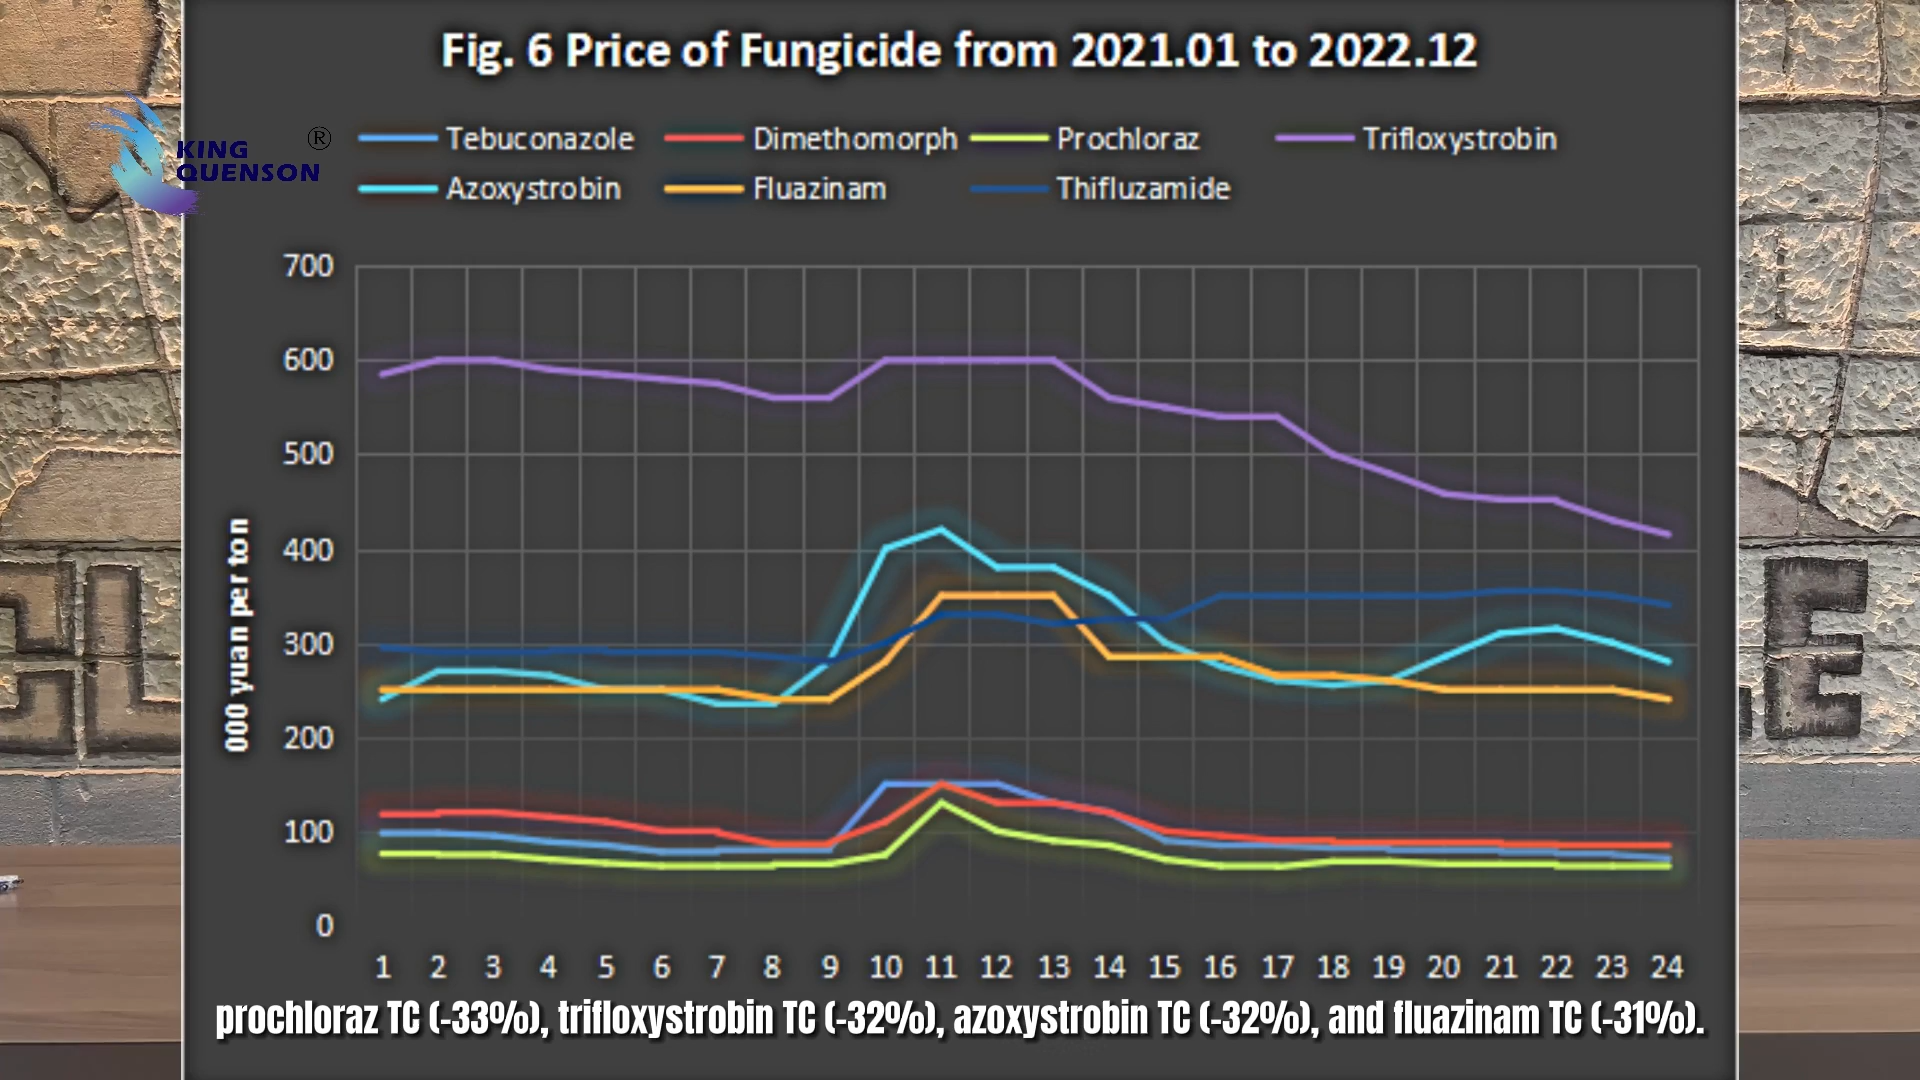 Fig. 6 Price of Fungicide from 2021.01 to 2022.12
KING ®
QUENSON
Tebuconazole Dimethomorph Prochloraz Trifloxystrobin
Azoxystrobin Fluazinam Thifluzamide
700
600
500
400
300
200
100
0
000 yuan per ton
1 2 3 4 5 6 7 8 9 10 11 12 13 14 15 16 17 18 19 20 21 22 23 24
prochloraz TC (-33%), trifloxystrobin TC (-32%), azoxystrobin TC (-32%), and fluazinam TC (-31%).